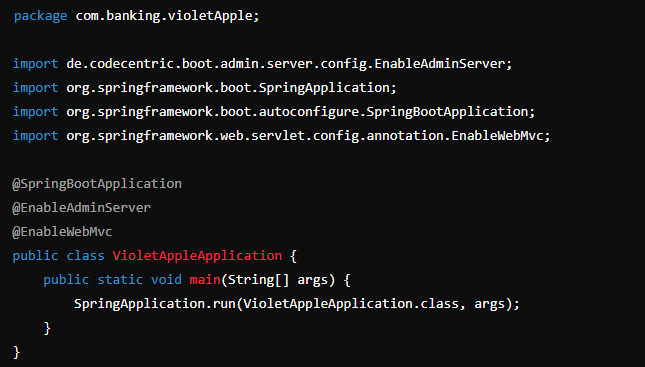 package com.banking.violetApple;
import de.codecentric.boot.admin.server.config.EnableAdminServer;
import org.springframework.boot.SpringApplication;
import org.springframework.boot.autoconfigure.SpringBootApplication;
import org.springframework.web.servlet.config.annotation.EnableWebMvc;
@SpringBootApplication
@EnableAdminServer
@EnableWebMvc
public class VioletAppleApplication {
    public static void main(String[] args) {
        SpringApplication.run(VioletAppleApplication.class, args);
    }
}